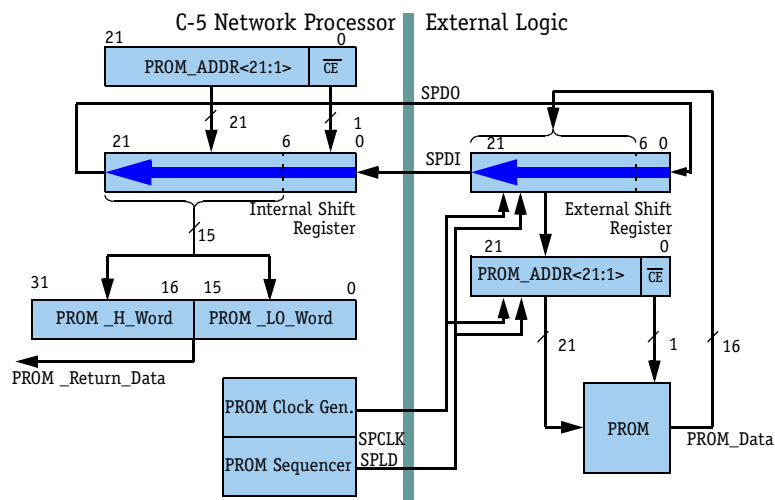 C-5 Network Processor External Logic
21 0
PROM_ADDR<21:1> CE
SPDO
21 1
21 6 0
SPDI
21 6 0
Internal Shift
Register
External Shift
Register
15
21 0
PROM_ADDR<21:1> CE
31 16 15 0
PROM _H_Word PROM _LO_Word
21 1 16
PROM _Return_Data
PROM Clock Gen.
SPCLK
PROM Sequencer SPLD
PROM
PROM_Data